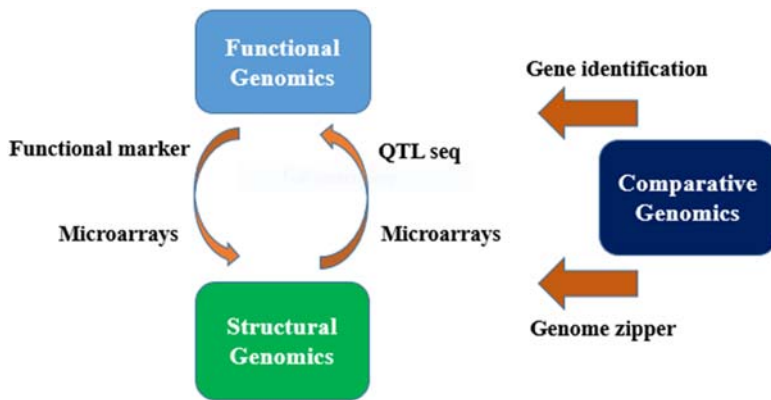 Functional
Genomics
Gene identification
Functional marker
QTL seq
Comparative
Genomics
Microarrays
Microarrays
Structural
Genomics
Genome zipper